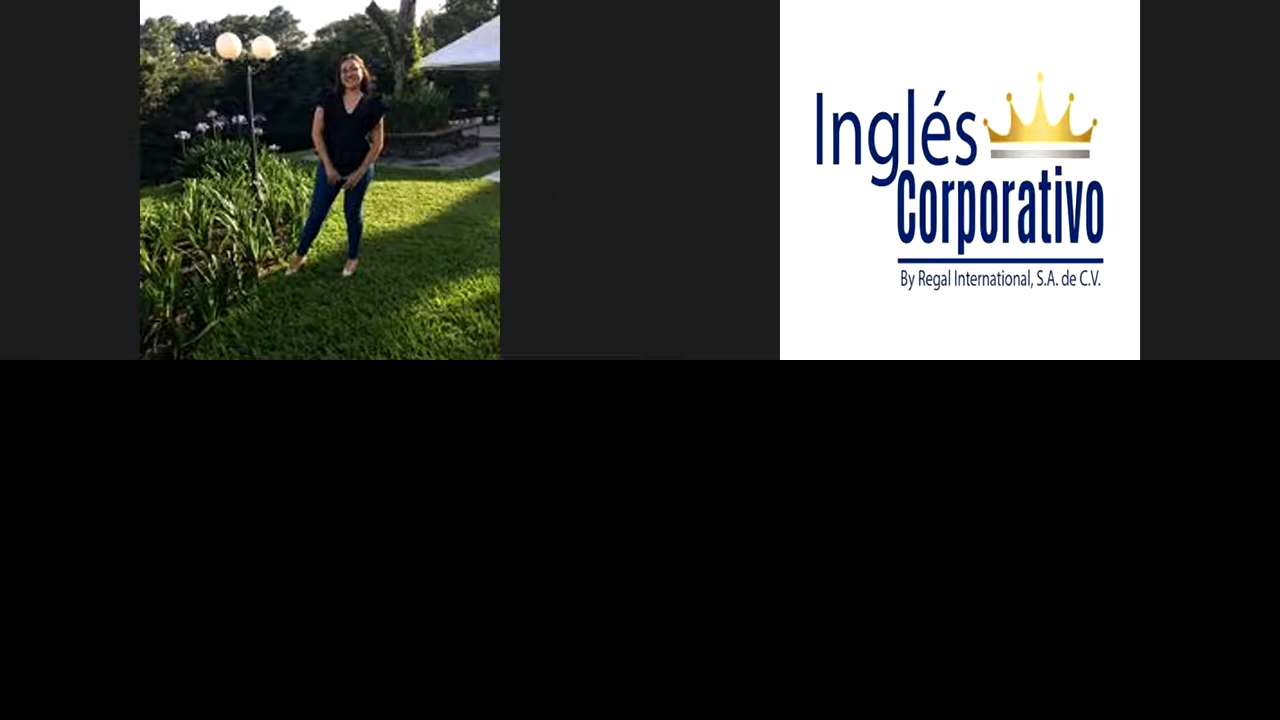 Inglés
Corporativo
By Regal International, S.A. de C.V.